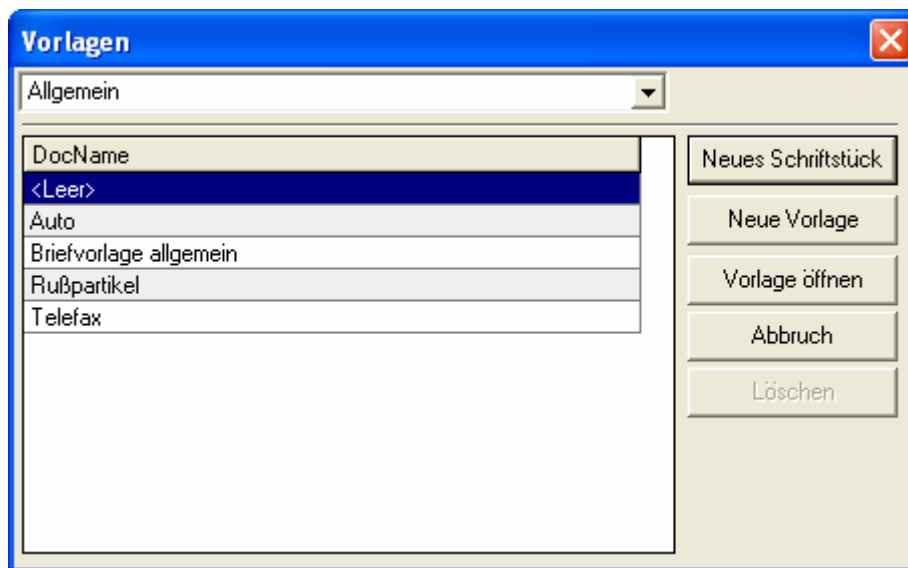 Vorlagen
Allgemein
DocName
<Leer>
Auto
Briefvorlage allgemein
Rußpartikel
Telefax
Neues Schriftstück
Neue Vorlage
Vorlage öffnen
Abbruch
Löschen